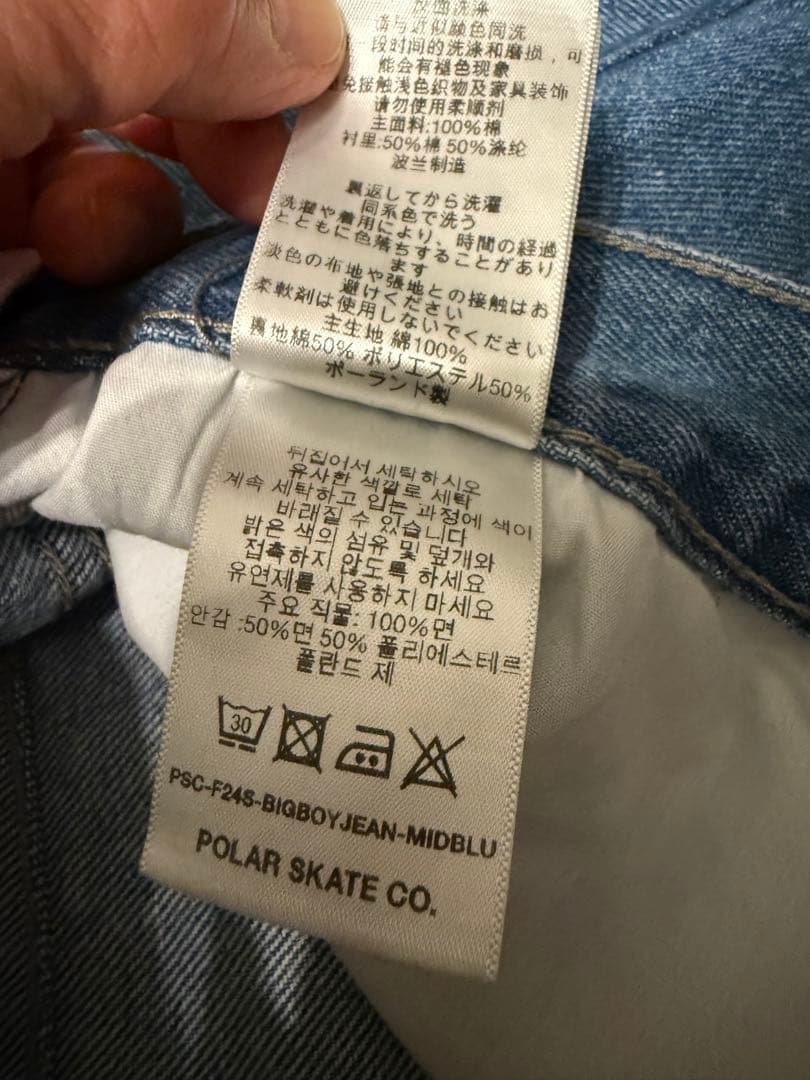 反面洗涤
请与近似颜色同洗
段时间的洗涤和磨损，可
能会有褪色现象
免接触浅色织物及家具装饰
请勿使用柔顺剂
主面料:100%棉
衬里:50%棉 50%涤纶
波兰制造
裏返してから洗濯
同系色で洗う
洗濯や着用により、時間の経過
とともに色落ちすることがあり
ます
淡色の布地や張地との接触はお
避けください
柔軟剤は使用しないでください
主生地 綿100%
裏地綿50% ポリエステル50%
ポーランド製
뒤집어서 세탁하시오
유사한 색깔로 세탁
계속 세탁하고 입는 과정에 색이
바래질 수 있습니다
밝은 색의 섬유 및 덮개와
접촉하지 않도록 하세요
유연제를 사용하지 마세요
주요 직물: 100%면
안감 :50%면 50% 폴리에스테르
폴란드 제
30
PSC-F24S-BIGBOYJEAN-MIDBLU
POLAR SKATE CO.